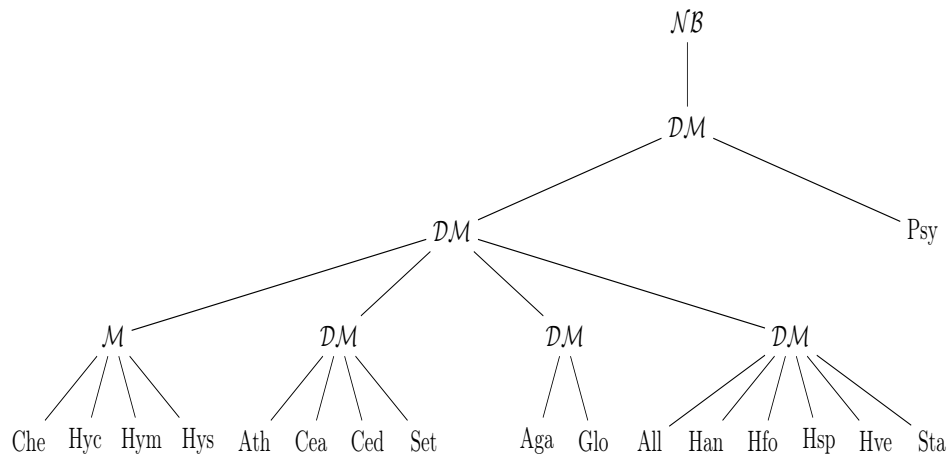 𝒩ℬ
𝒟ℳ
𝒟ℳ Psy
ℳ 𝒟ℳ 𝒟ℳ 𝒟ℳ
Che Hyc Hym Hys Ath Cea Ced Set Aga Glo All Han Hfo Hsp Hve Sta